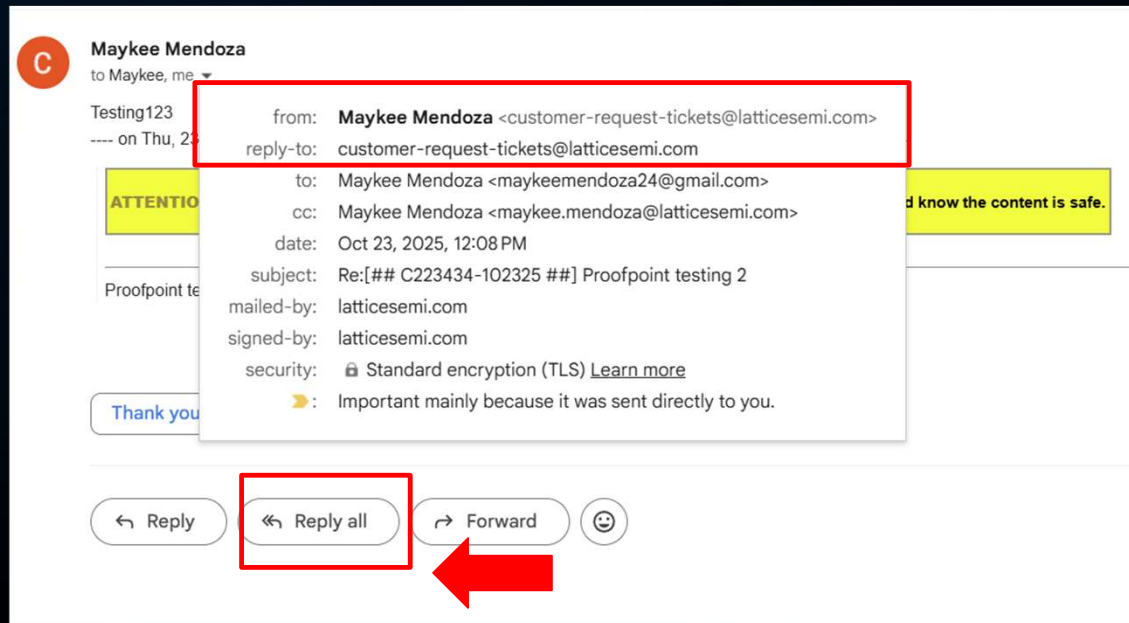 C
Maykee Mendoza
to Maykee, me
Testing123
---- on Thu, 23
from: Maykee Mendoza <customer-request-tickets@latticesemi.com>
reply-to: customer-request-tickets@latticesemi.com
to: Maykee Mendoza <maykeemendoza24@gmail.com>
ATTENTIO
cc: Maykee Mendoza <maykee.mendoza@latticesemi.com>
d know the content is safe.
date: Oct 23, 2025, 12:08 PM
subject: Re:[## C223434-102325 ##] Proofpoint testing 2
Proofpoint te
mailed-by: latticesemi.com
signed-by: latticesemi.com
security: Standard encryption (TLS) Learn more
: Important mainly because it was sent directly to you.
Thank you
Reply
Reply all
Forward